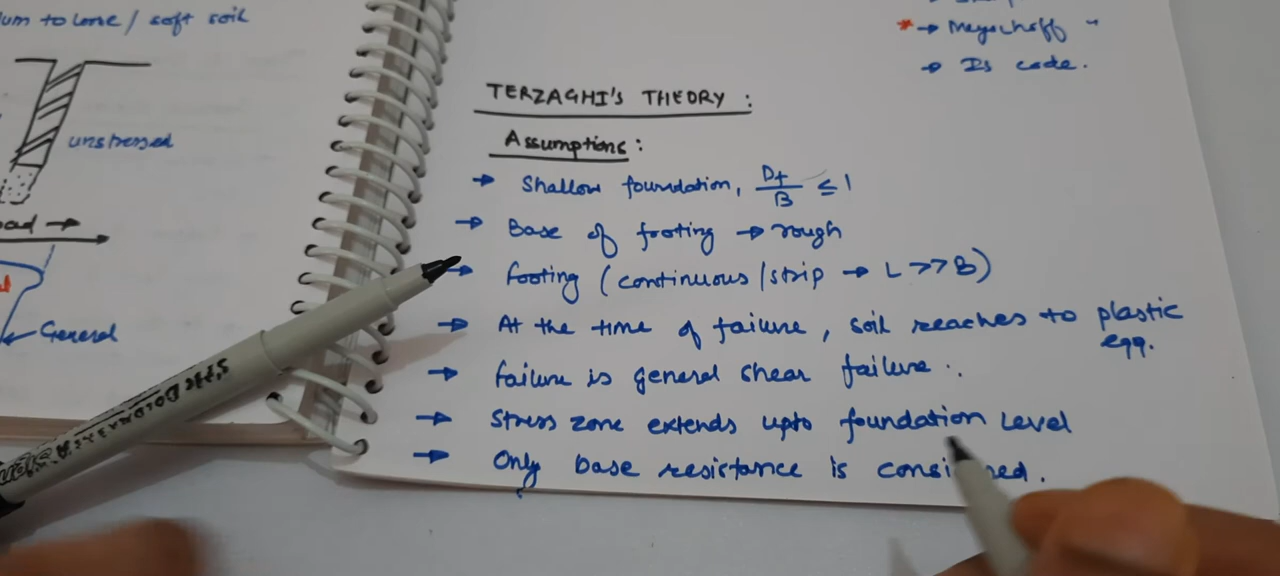 um to lone / soft soil
unstressed
oad →
General
* → Meyerhoff "
→ Is code.
TERZAGHI'S THEORY :
Assumptions :
→ Shallow foundation, Df/B ≤ 1
→ Base of footing → rough
→ footing (continuous/strip → L >> B)
→ At the time of failure, soil reaches to plastic
eqq.
→ failure is general shear failure .
→ Stress zone extends upto foundation Level
→ Only base resistance is consi red.